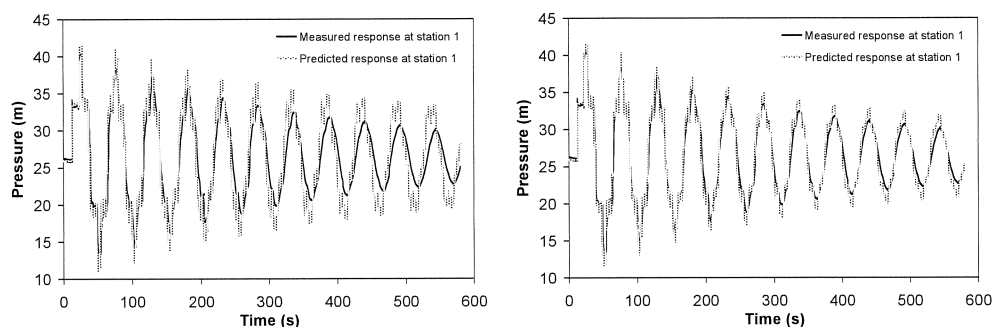 45
40
35
30
25
20
15
10
Pressure (m)
Measured response at station 1
Predicted response at station 1
0 100 200 300 400 500 600
Time (s)
45
40
35
30
25
20
15
10
Pressure (m)
Measured response at station 1
Predicted response at station 1
0 100 200 300 400 500 600
Time (s)